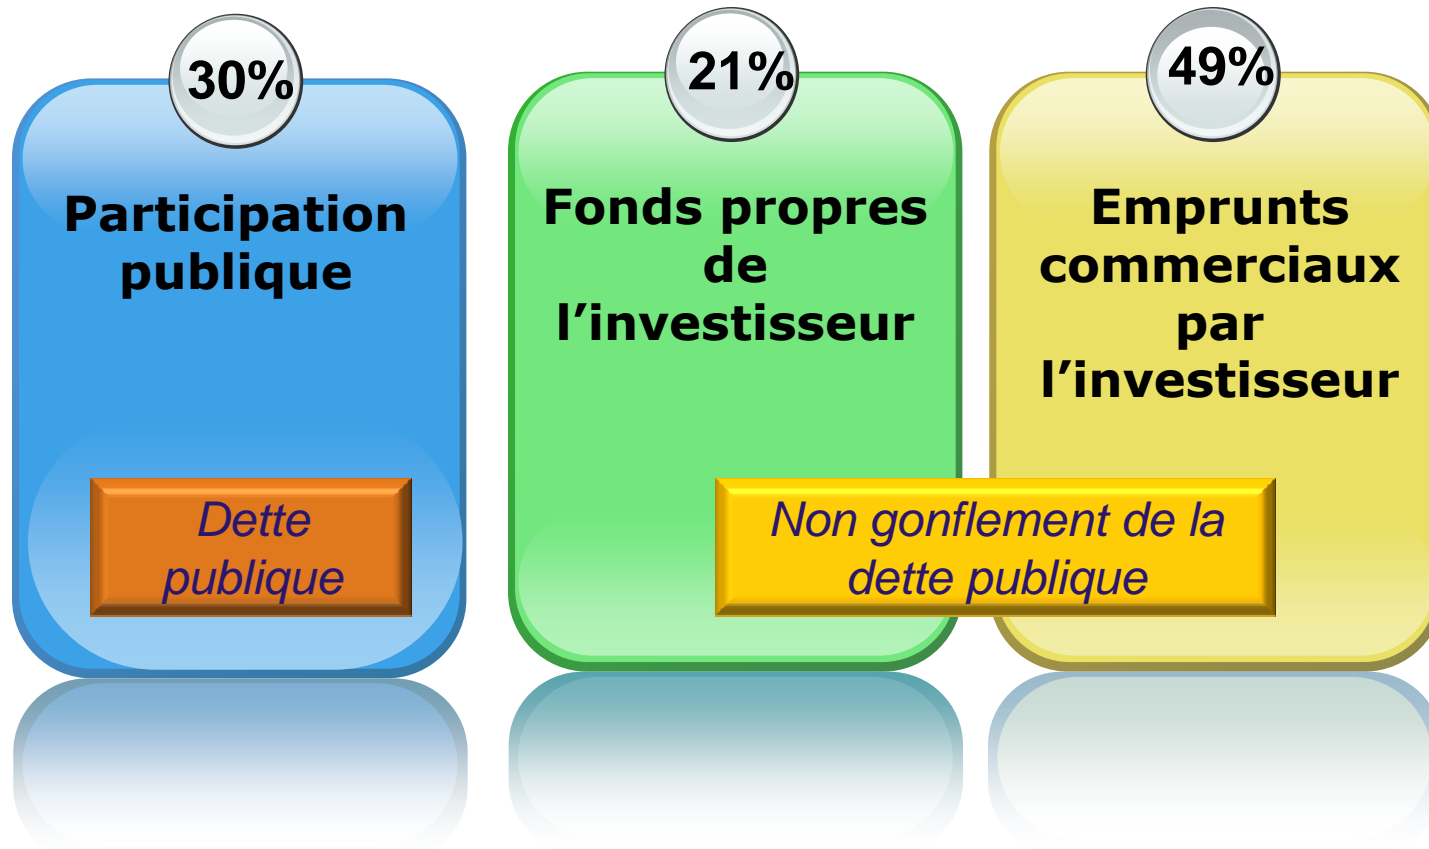 30%
Participation
publique
Dette
publique
21%
Fonds propres
de
l’investisseur
49%
Emprunts
commerciaux
par
l’investisseur
Non gonflement de la
dette publique